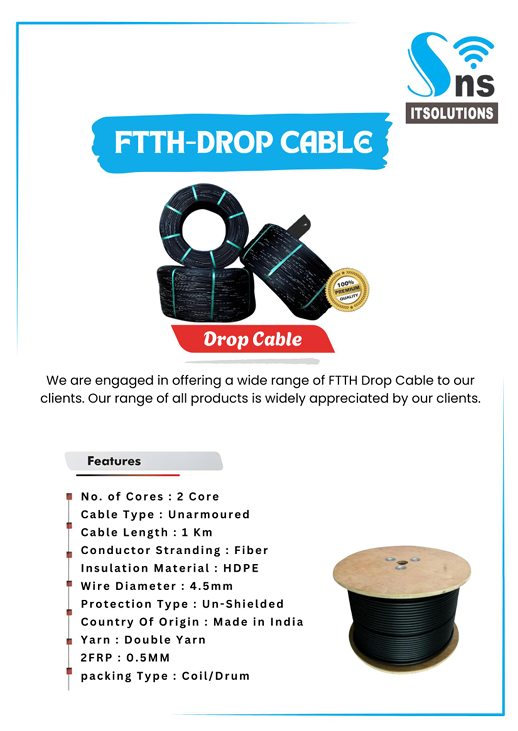 Sns
ITSOLUTIONS
FTTH-DROP CABLE
100%
PREMIUM
QUALITY
Drop Cable
We are engaged in offering a wide range of FTTH Drop Cable to our
clients. Our range of all products is widely appreciated by our clients.
Features
No. of Cores : 2 Core
Cable Type : Unarmoured
Cable Length : 1 Km
Conductor Stranding : Fiber
Insulation Material : HDPE
Wire Diameter : 4.5mm
Protection Type : Un-Shielded
Country Of Origin : Made in India
Yarn : Double Yarn
2FRP : 0.5MM
packing Type : Coil/Drum